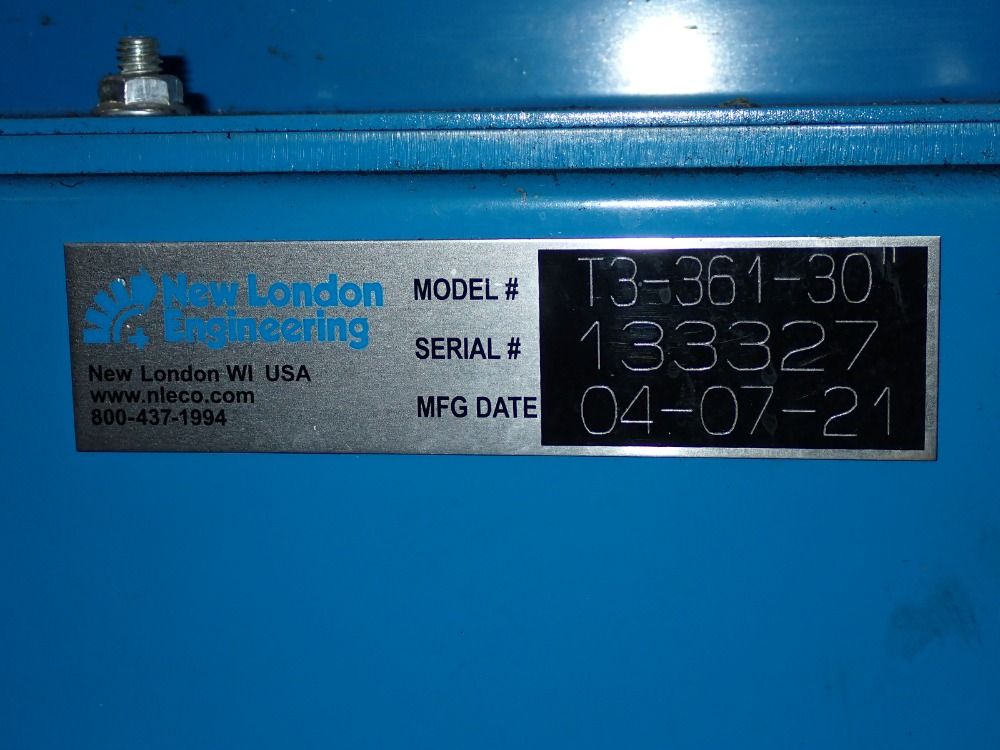 New London
Engineering
New London WI USA
www.nleco.com
800-437-1994
MODEL # T3-361-30"
SERIAL # 133327
MFG DATE 04-07-21